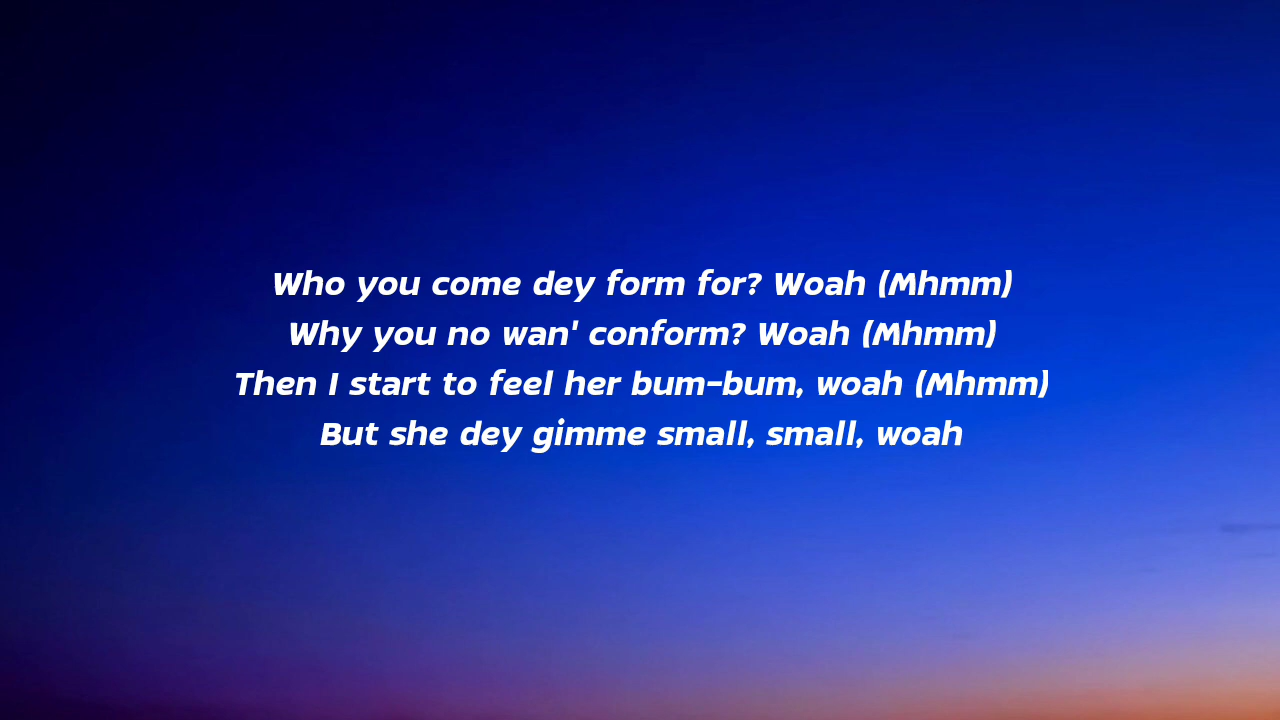 Who you come dey form for? Woah (Mhmm)
Why you no wan' conform? Woah (Mhmm)
Then I start to feel her bum-bum, woah (Mhmm)
But she dey gimme small, small, woah